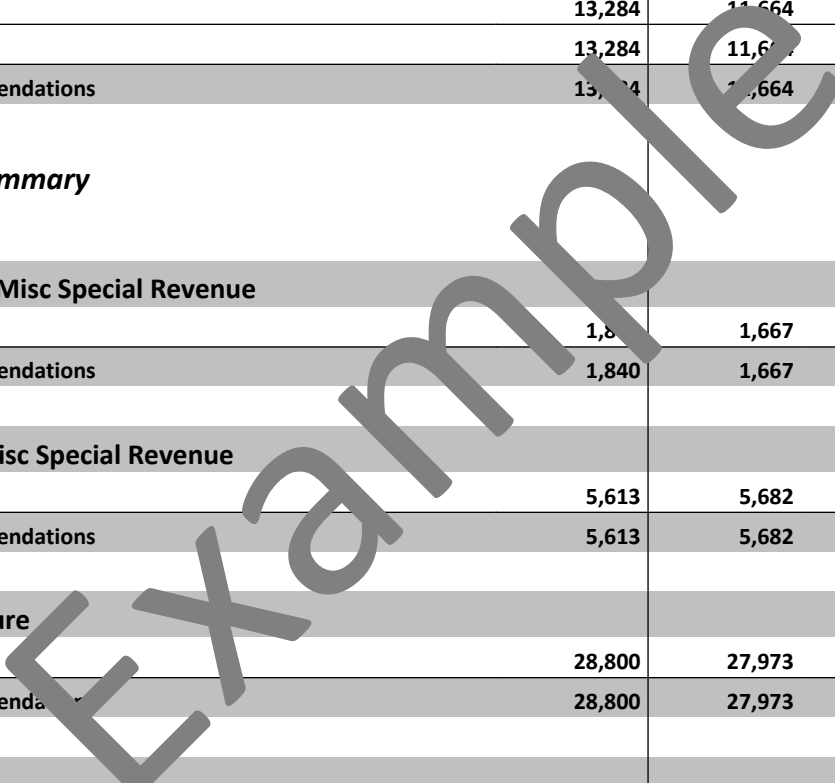 13,284 11,664
13,284
endations
mmary
Misc Special Revenue
1,667
endations 1,840 1,667
isc Special Revenue
5,613 5,682
endations 5,613 5,682
ure
28,800 27,973
28,800 27,973
Example